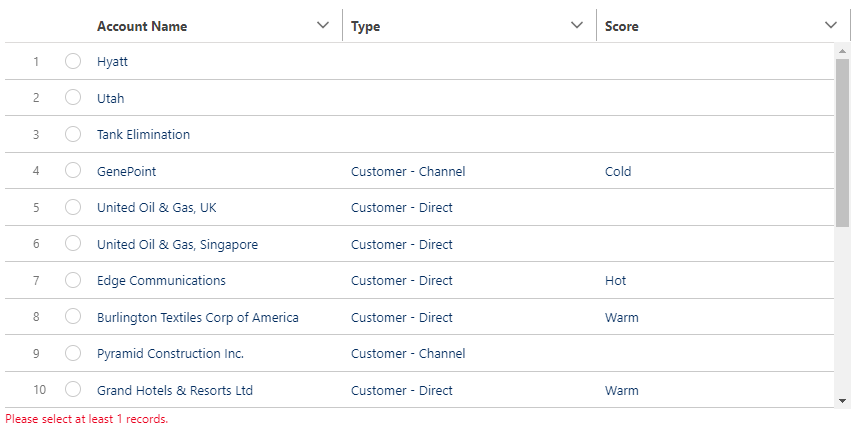 Account Name Type Score
1 Hyatt
2 Utah
3 Tank Elimination
4 GenePoint Customer - Channel Cold
5 United Oil & Gas, UK Customer - Direct
6 United Oil & Gas, Singapore Customer - Direct
7 Edge Communications Customer - Direct Hot
8 Burlington Textiles Corp of America Customer - Direct Warm
9 Pyramid Construction Inc. Customer - Channel
10 Grand Hotels & Resorts Ltd Customer - Direct Warm
Please select at least 1 records.